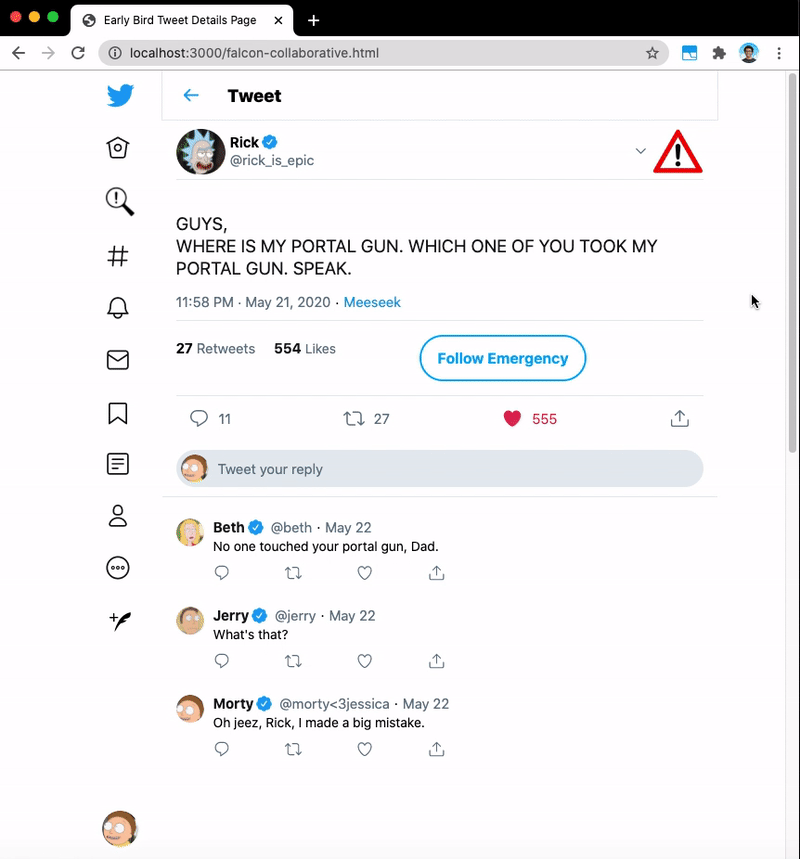 Early Bird Tweet Details Page
localhost:3000/falcon-collaborative.html
Tweet
Rick
@rick_is_epic
GUYS,
WHERE IS MY PORTAL GUN. WHICH ONE OF YOU TOOK MY
PORTAL GUN. SPEAK.
11:58 PM · May 21, 2020 · Meeseek
27 Retweets 554 Likes
Follow Emergency
11 27 555
Tweet your reply
Beth @beth · May 22
No one touched your portal gun, Dad.
Jerry @jerry · May 22
What's that?
Morty @morty<3jessica · May 22
Oh jeez, Rick, I made a big mistake.